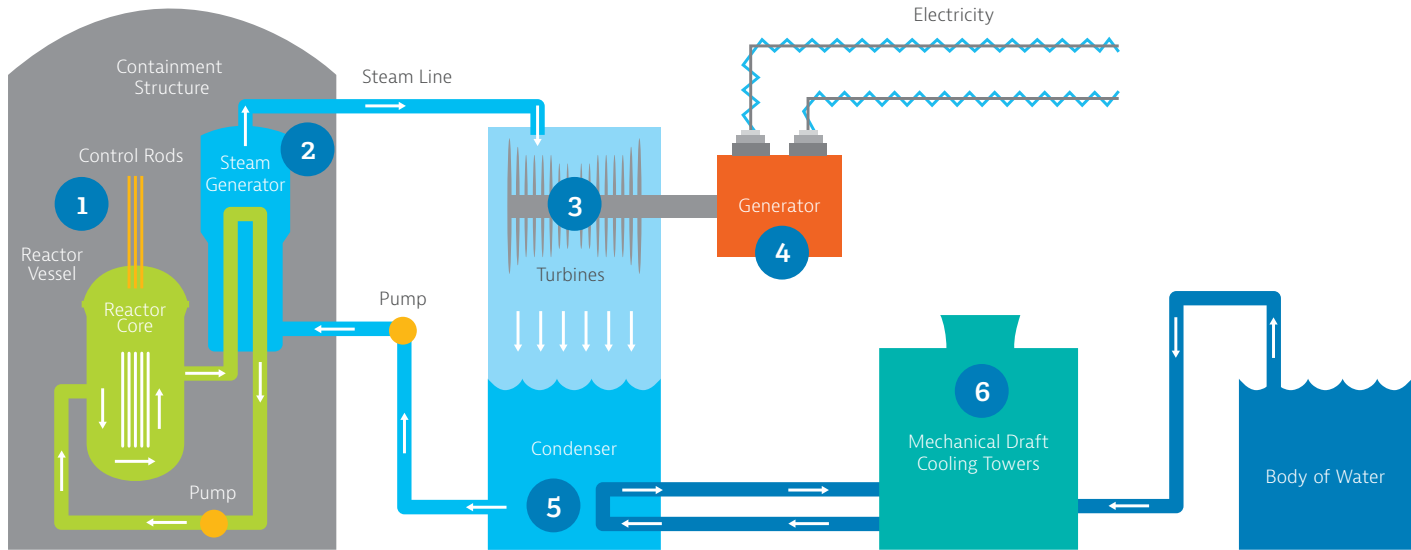 Electricity
Containment
Structure
Steam Line
2
Control Rods
Steam
Generator
1
3
Generator
4
Reactor
Vessel
Turbines
Pump
Reactor
Core
6
Mechanical Draft
Cooling Towers
Condenser
Body of Water
Pump
5